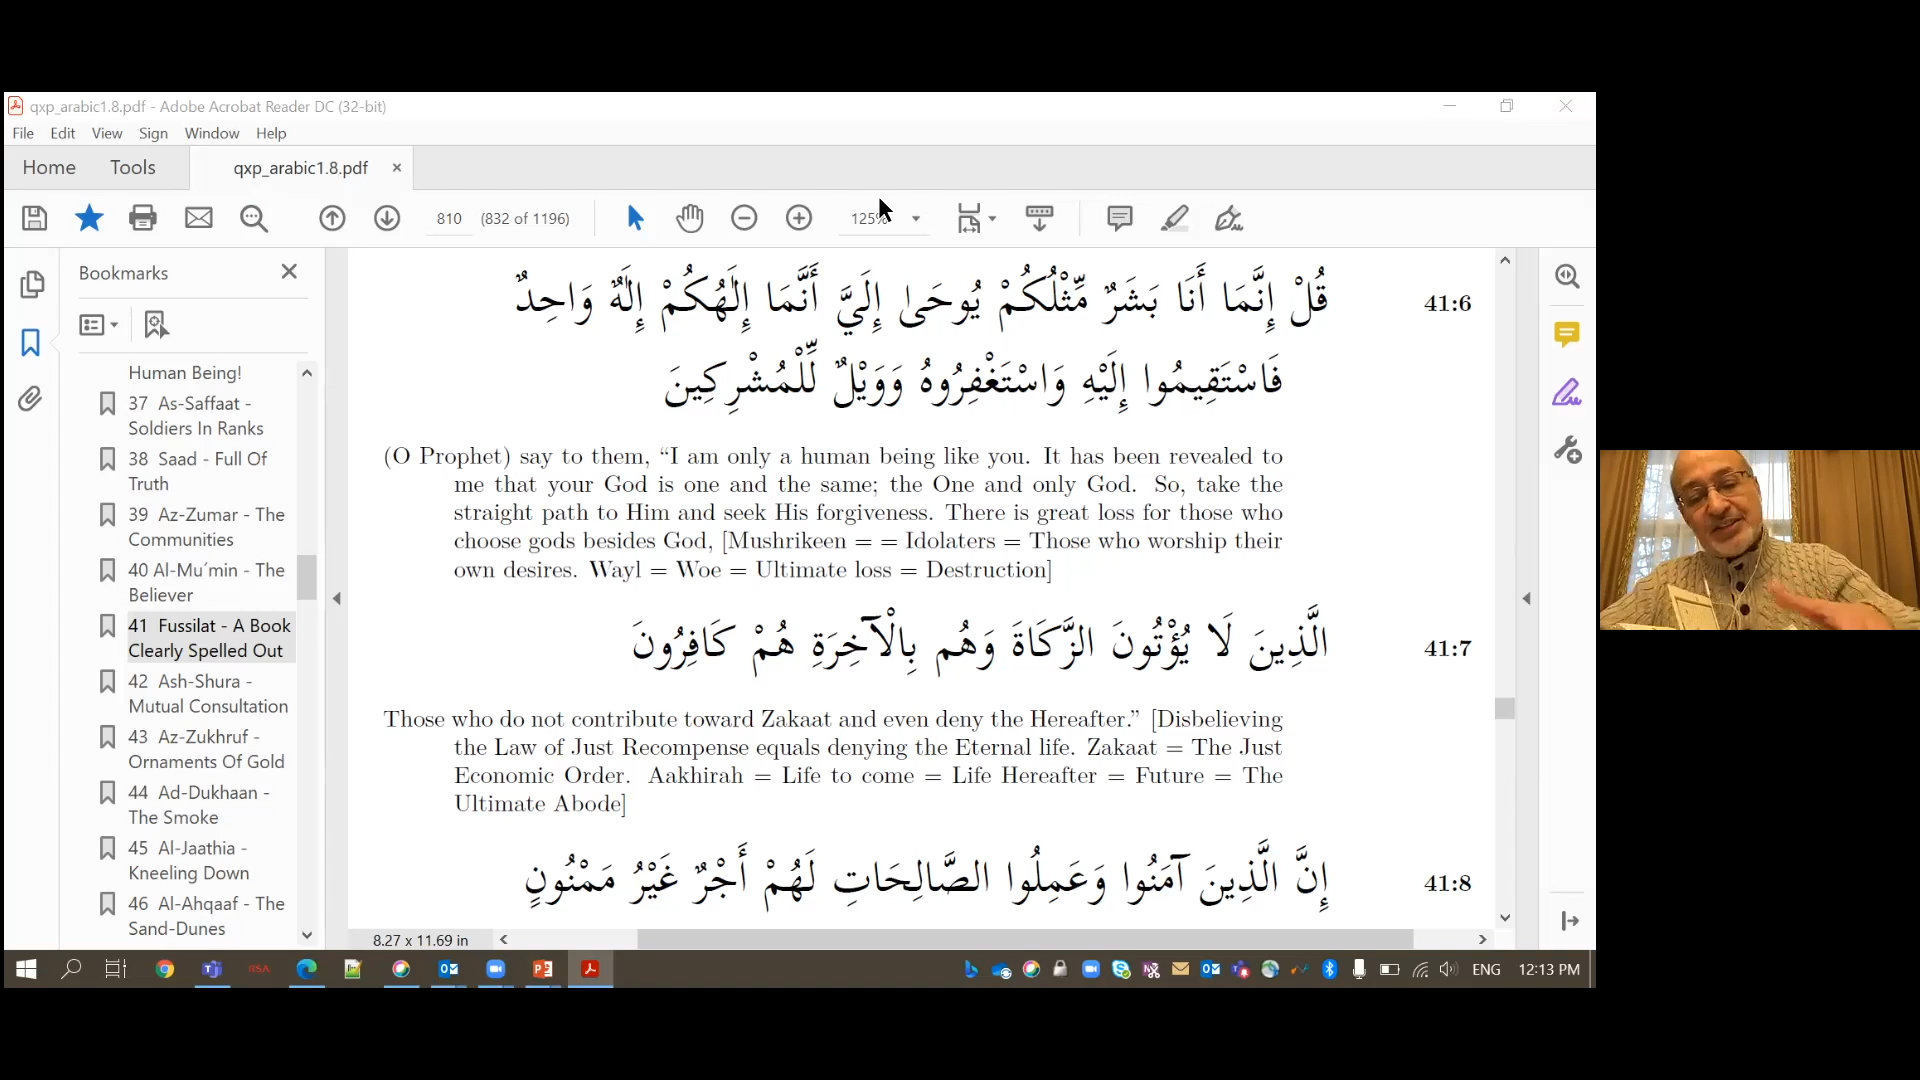 qxp_arabic1.8.pdf - Adobe Acrobat Reader DC (32-bit)
File Edit View Sign Window Help
Home Tools qxp_arabic1.8.pdf
810 (832 of 1196) 125%
Bookmarks
Human Being!
37 As-Saffaat -
Soldiers In Ranks
38 Saad - Full Of
Truth
39 Az-Zumar - The
Communities
40 Al-Mu´min - The
Believer
41 Fussilat - A Book
Clearly Spelled Out
42 Ash-Shura -
Mutual Consultation
43 Az-Zukhruf -
Ornaments Of Gold
44 Ad-Dukhaan -
The Smoke
45 Al-Jaathia -
Kneeling Down
46 Al-Ahqaaf - The
Sand-Dunes
قُلْ إِنَّمَا أَنَا بَشَرٌ مِّثْلُكُمْ يُوحَىٰ إِلَيَّ أَنَّمَا إِلَٰهُكُمْ إِلَٰهٌ وَاحِدٌ 41:6
فَاسْتَقِيمُوا إِلَيْهِ وَاسْتَغْفِرُوهُ وَوَيْلٌ لِّلْمُشْرِكِينَ
(O Prophet) say to them, “I am only a human being like you. It has been revealed to
me that your God is one and the same; the One and only God. So, take the
straight path to Him and seek His forgiveness. There is great loss for those who
choose gods besides God, [Mushrikeen = = Idolaters = Those who worship their
own desires. Wayl = Woe = Ultimate loss = Destruction]
الَّذِينَ لَا يُؤْتُونَ الزَّكَاةَ وَهُم بِالْآخِرَةِ هُمْ كَافِرُونَ 41:7
Those who do not contribute toward Zakaat and even deny the Hereafter.” [Disbelieving
the Law of Just Recompense equals denying the Eternal life. Zakaat = The Just
Economic Order. Aakhirah = Life to come = Life Hereafter = Future = The
Ultimate Abode]
إِنَّ الَّذِينَ آمَنُوا وَعَمِلُوا الصَّالِحَاتِ لَهُمْ أَجْرٌ غَيْرُ مَمْنُونٍ 41:8
8.27 x 11.69 in
RSA ENG 12:13 PM